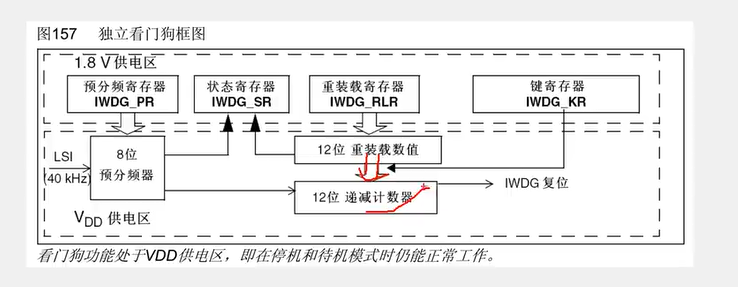 图157 独立看门狗框图
1.8 V 供电区
预分频寄存器
IWDG_PR
状态寄存器
IWDG_SR
重装载寄存器
IWDG_RLR
键寄存器
IWDG_KR
LSI
(40 kHz)
8位
预分频器
12位 重装载数值
12位 递减计数器
IWDG 复位
VDD 供电区
看门狗功能处于VDD供电区，即在停机和待机模式时仍能正常工作。